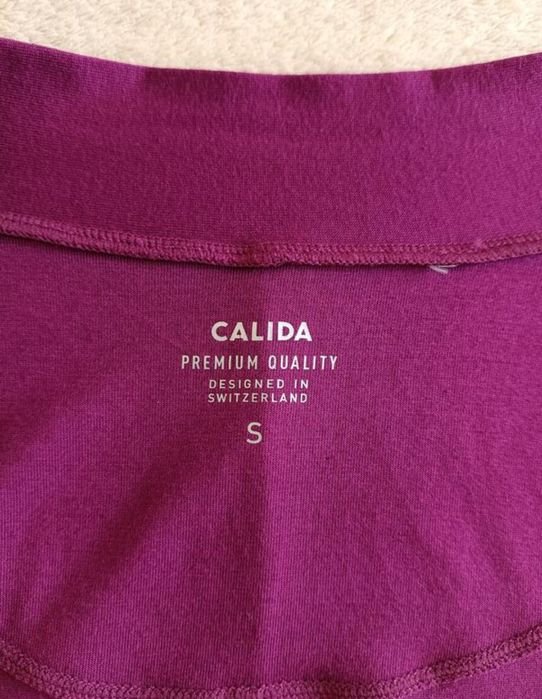 CALIDA
PREMIUM QUALITY
DESIGNED IN
SWITZERLAND
S